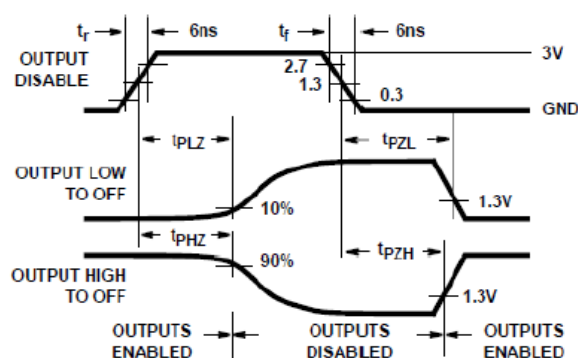 tr 6ns tf 6ns
OUTPUT
DISABLE
3V
2.7
1.3
0.3
GND
tPLZ tPZL
OUTPUT LOW
TO OFF
10%
1.3V
tPHZ
90%
tPZH
OUTPUT HIGH
TO OFF
1.3V
OUTPUTS
ENABLED
OUTPUTS
DISABLED
OUTPUTS
ENABLED